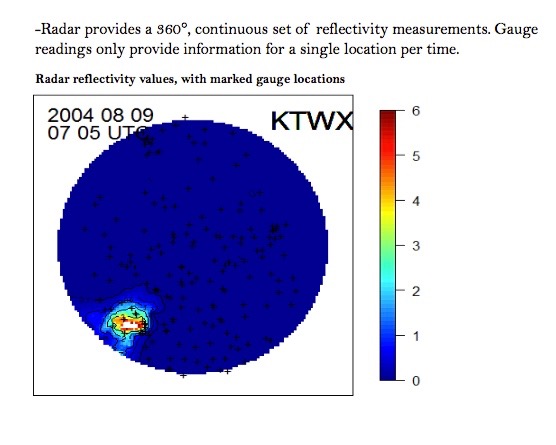 -Radar provides a 360°, continuous set of reflectivity measurements. Gauge
readings only provide information for a single location per time.
Radar reflectivity values, with marked gauge locations
2004 08 09
07 05 UTC
KTWX
6
5
4
3
2
1
0